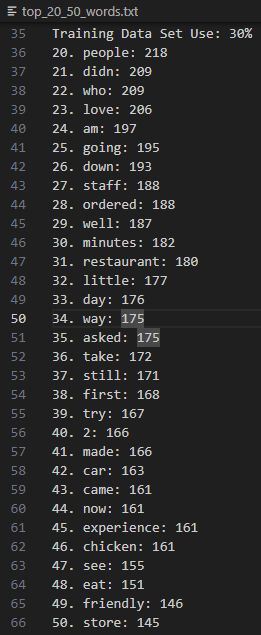 top_20_50_words.txt
35 Training Data Set Use: 30%
36 20. people: 218
37 21. didn: 209
38 22. who: 209
39 23. love: 206
40 24. am: 197
41 25. going: 195
42 26. down: 193
43 27. staff: 188
44 28. ordered: 188
45 29. well: 187
46 30. minutes: 182
47 31. restaurant: 180
48 32. little: 177
49 33. day: 176
50 34. way: 175
51 35. asked: 175
52 36. take: 172
53 37. still: 171
54 38. first: 168
55 39. try: 167
56 40. 2: 166
57 41. made: 166
58 42. car: 163
59 43. came: 161
60 44. now: 161
61 45. experience: 161
62 46. chicken: 161
63 47. see: 155
64 48. eat: 151
65 49. friendly: 146
66 50. store: 145